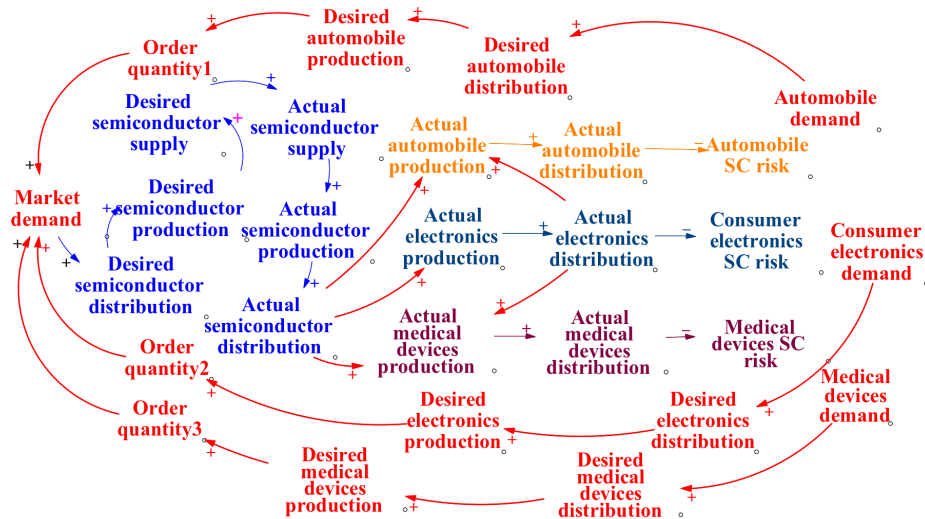 Desired
automobile
production
Desired
automobile
distribution
Order
quantity1
Automobile
demand
Desired
semiconductor
supply
Actual
semiconductor
supply
Actual
automobile
production
Actual
automobile
distribution
Automobile
SC risk
Market
demand
Desired
semiconductor
production
Actual
semiconductor
production
Actual
electronics
production
Actual
electronics
distribution
Consumer
electronics
SC risk
Consumer
electronics
demand
Desired
semiconductor
distribution
Actual
semiconductor
distribution
Actual
medical
devices
production
Actual
medical
devices
distribution
Medical
devices SC
risk
Order
quantity2
Medical
devices
demand
Order
quantity3
Desired
electronics
production
Desired
electronics
distribution
Desired
medical
devices
production
Desired
medical
devices
distribution